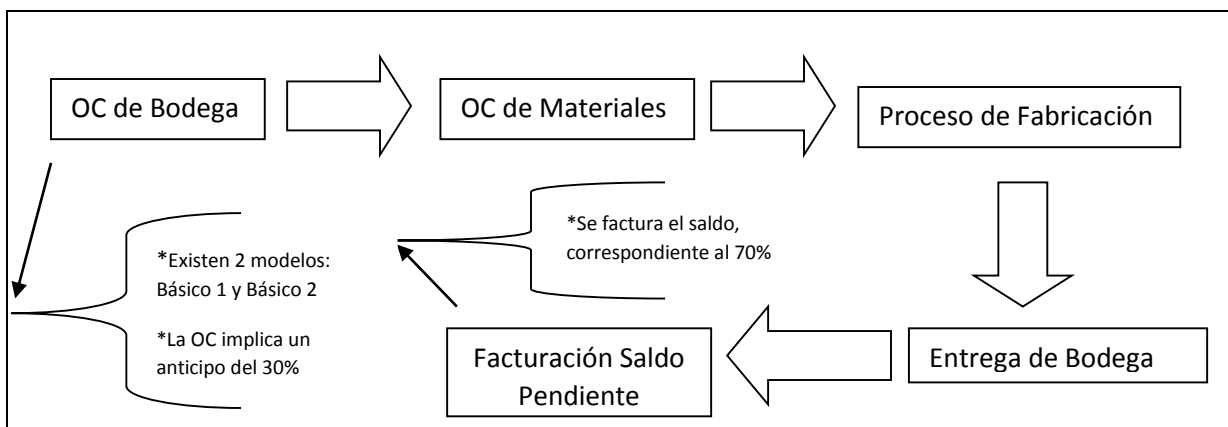 OC de Bodega
OC de Materiales
Proceso de Fabricación
*Existen 2 modelos:
Básico 1 y Básico 2
*La OC implica un
anticipo del 30%
*Se factura el saldo,
correspondiente al 70%
Facturación Saldo
Pendiente
Entrega de Bodega